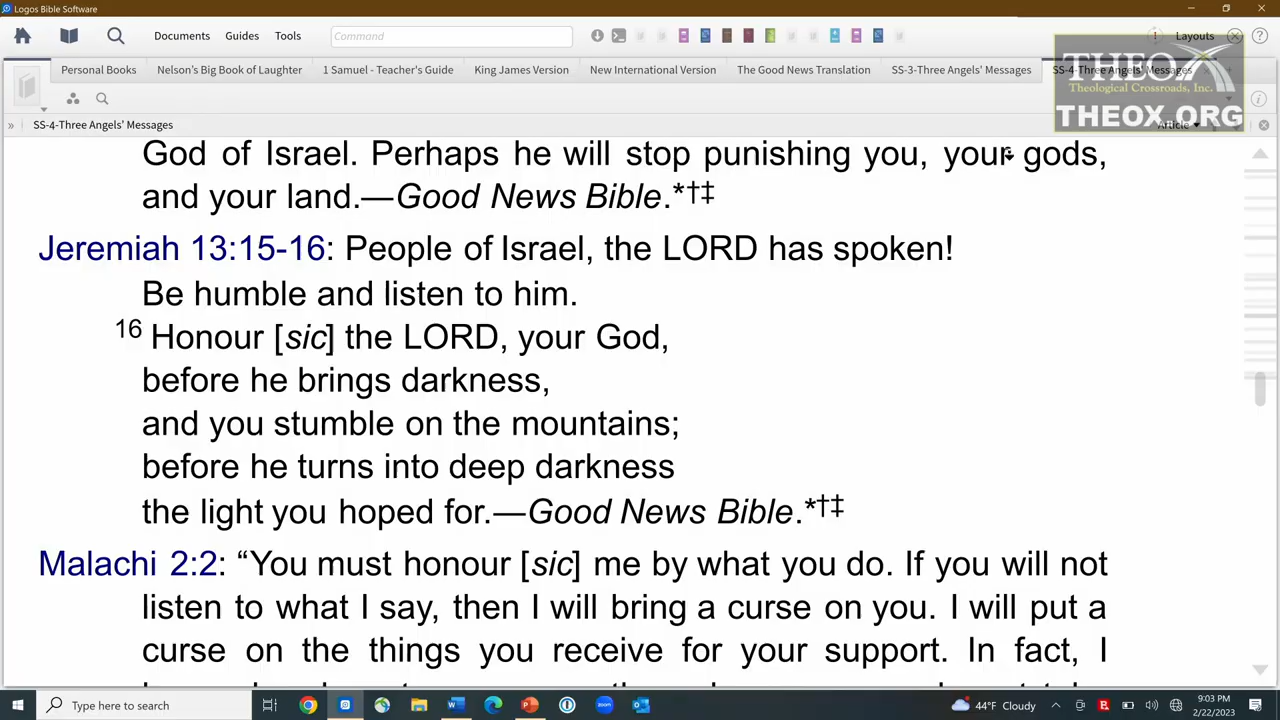 Logos Bible Software
Documents Guides Tools Command Layouts
Personal Books Nelson's Big Book of Laughter 1 Sam King James Version New International Version The Good News Translation SS-3-Three Angels' Messages SS-4-Three Angels' Messages
THEOX
Theological Crossroads, Inc.
THEOX.ORG
SS-4-Three Angels' Messages Article
God of Israel. Perhaps he will stop punishing you, your gods,
and your land.—Good News Bible.*†‡
Jeremiah 13:15-16: People of Israel, the LORD has spoken!
Be humble and listen to him.
16 Honour [sic] the LORD, your God,
before he brings darkness,
and you stumble on the mountains;
before he turns into deep darkness
the light you hoped for.—Good News Bible.*†‡
Malachi 2:2: “You must honour [sic] me by what you do. If you will not
listen to what I say, then I will bring a curse on you. I will put a
curse on the things you receive for your support. In fact, I
Type here to search 44°F Cloudy 9:03 PM
2/22/2023